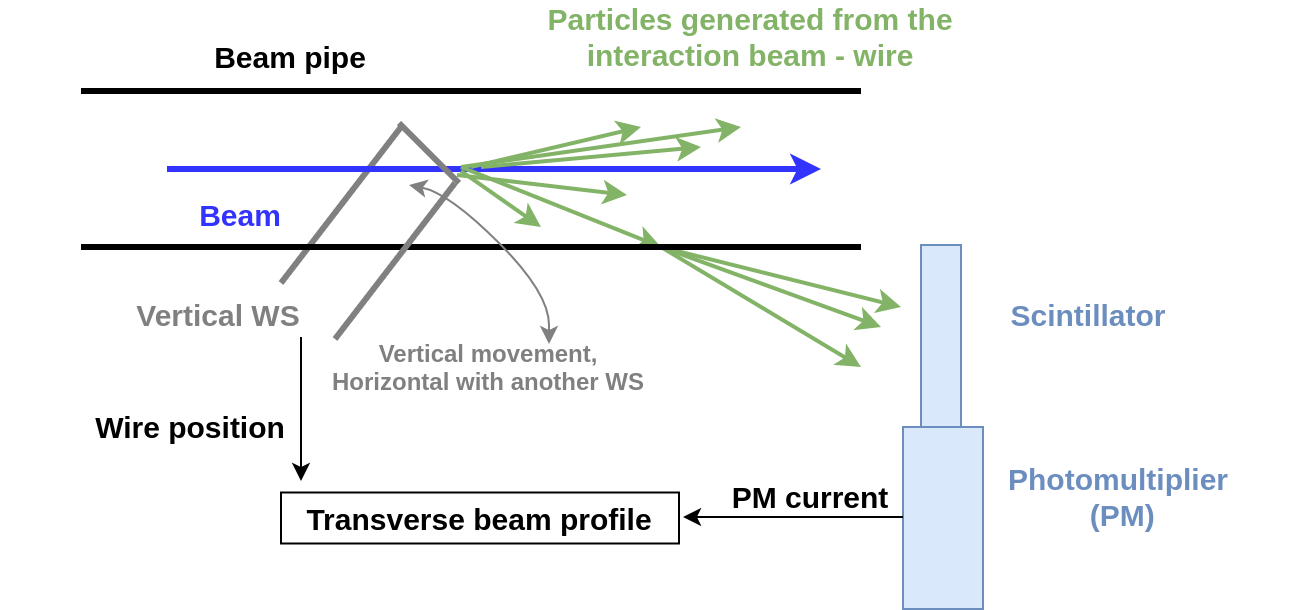 Particles generated from the
interaction beam - wire
Beam pipe
Beam
Vertical WS
Scintillator
Vertical movement,
Horizontal with another WS
Wire position
Photomultiplier
(PM)
PM current
Transverse beam profile